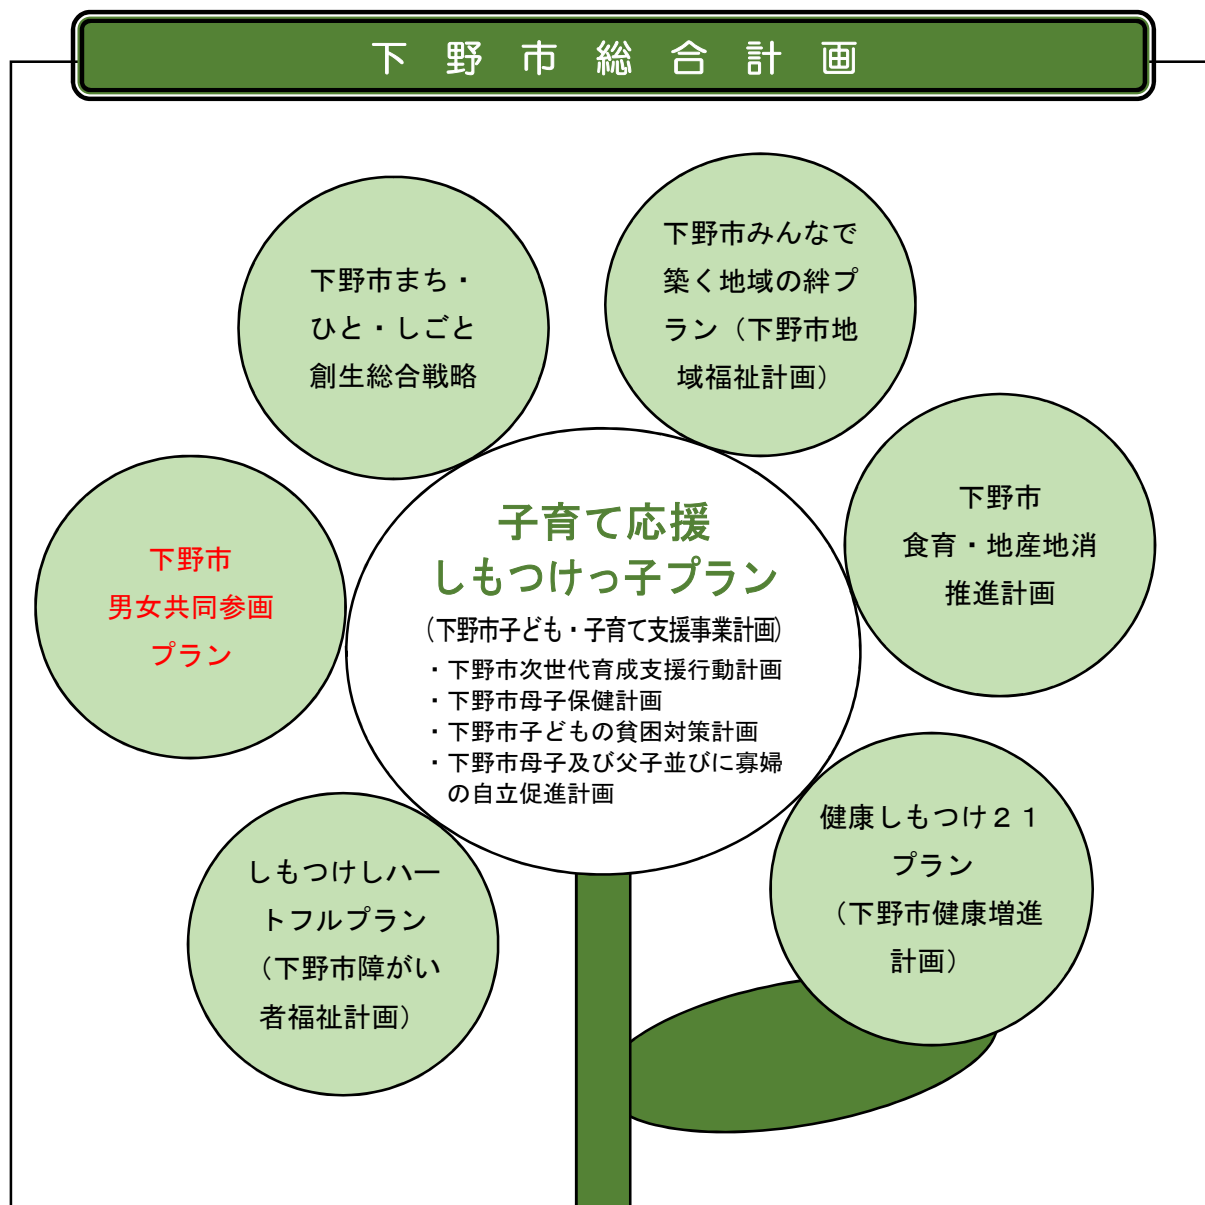 下野市総合計画
下野市まち・
ひと・しごと
創生総合戦略
下野市みんなで
築く地域の絆プ
ラン（下野市地
域福祉計画）
下野市
食育・地産地消
推進計画
下野市
男女共同参画
プラン
子育て応援
しもつけっ子プラン
（下野市子ども・子育て支援事業計画）
・下野市次世代育成支援行動計画
・下野市母子保健計画
・下野市子どもの貧困対策計画
・下野市母子及び父子並びに寡婦
の自立促進計画
しもつけしハー
トフルプラン
（下野市障がい
者福祉計画）
健康しもつけ２１
プラン
（下野市健康増進
計画）